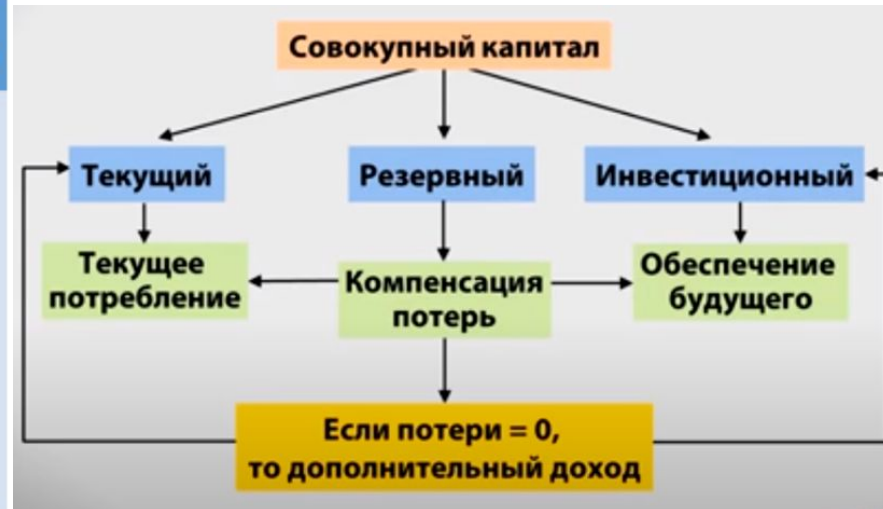 Совокупный капитал
Текущий
Резервный
Инвестиционный
Текущее
потребление
Компенсация
потерь
Обеспечение
будущего
Если потери = 0,
то дополнительный доход